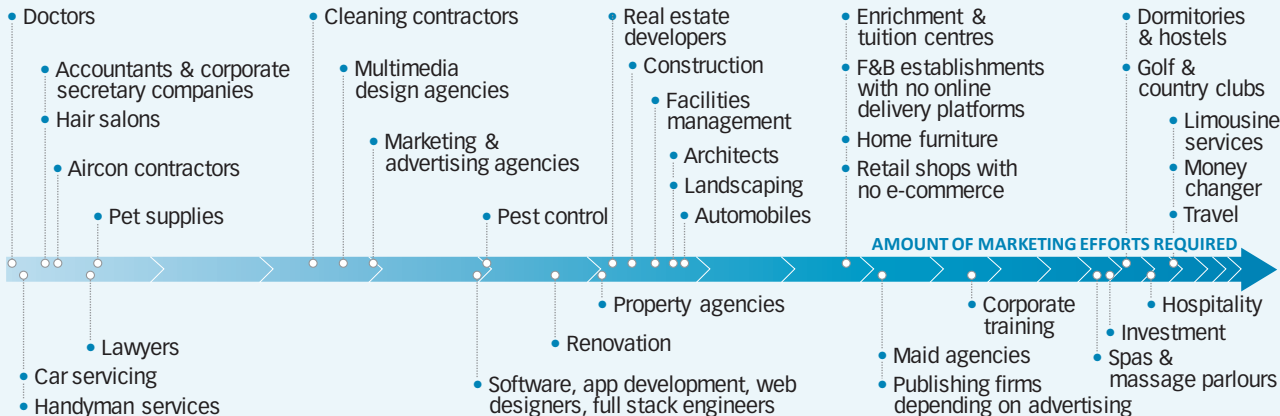 Doctors
Accountants & corporate
secretary companies
Hair salons
Aircon contractors
Pet supplies
Cleaning contractors
Multimedia
design agencies
Marketing &
advertising agencies
Pest control
Real estate
developers
Construction
Facilities
management
Architects
Landscaping
Automobiles
Enrichment &
tuition centres
F&B establishments
with no online
delivery platforms
Home furniture
Retail shops with
no e-commerce
Dormitories
& hostels
Golf &
country clubs
Limousine
services
Money
changer
Travel
AMOUNT OF MARKETING EFFORTS REQUIRED
Lawyers
Car servicing
Handyman services
Property agencies
Renovation
Software, app development, web
designers, full stack engineers
Corporate
training
Maid agencies
Publishing firms
depending on advertising
Hospitality
Investment
Spas &
massage parlours